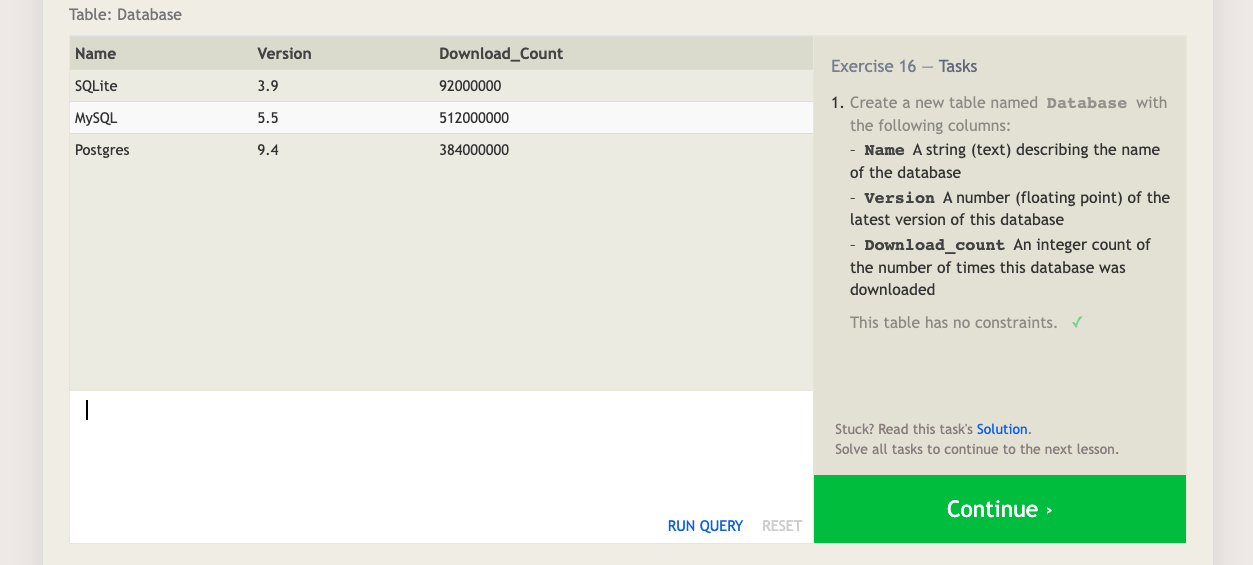 Table: Database
Name Version Download_Count
SQLite 3.9 92000000
MySQL 5.5 512000000
Postgres 9.4 384000000
Exercise 16 — Tasks
1. Create a new table named Database with
the following columns:
- Name A string (text) describing the name
of the database
- Version A number (floating point) of the
latest version of this database
- Download_count An integer count of
the number of times this database was
downloaded
This table has no constraints. ✓
Stuck? Read this task's Solution.
Solve all tasks to continue to the next lesson.
RUN QUERY RESET
Continue ›